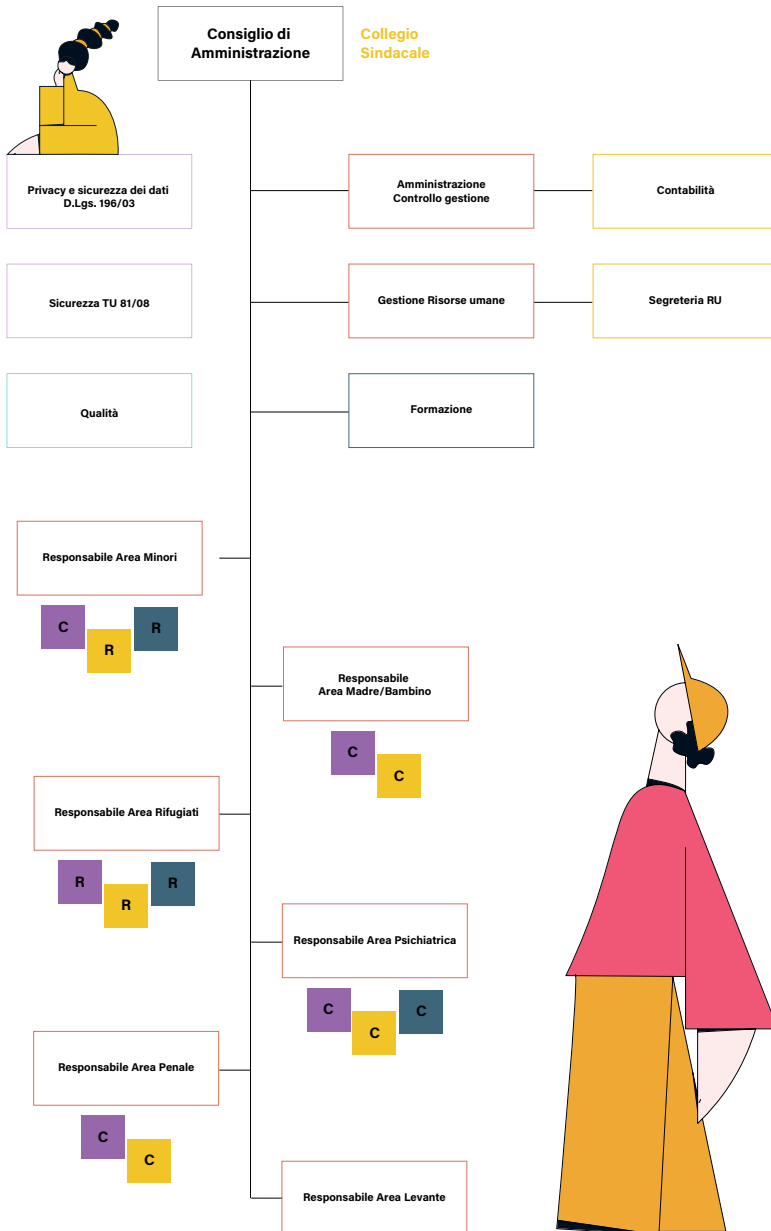 Consiglio di
Amministrazione
Collegio
Sindacale
Privacy e sicurezza dei dati
D.Lgs. 196/03
Amministrazione
Controllo gestione
Contabilità
Sicurezza TU 81/08
Gestione Risorse umane
Segreteria RU
Qualità
Formazione
Responsabile Area Minori
C
R
R
Responsabile
Area Madre/Bambino
C
C
Responsabile Area Rifugiati
R
R
R
Responsabile Area Psichiatrica
C
C
C
Responsabile Area Penale
C
C
Responsabile Area Levante